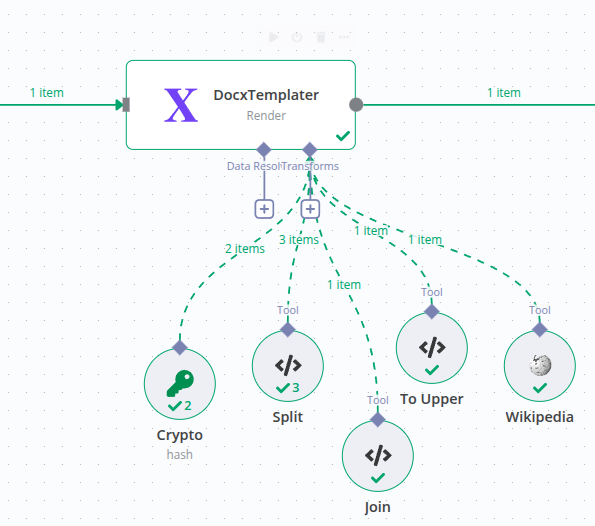 1 item
DocxTemplater
Render
1 item
Data Resol
Transforms
2 items
3 items
1 item
1 item
1 item
Tool
Tool
Tool
Tool
2
Crypto
hash
3
Split
To Upper
Wikipedia
Join